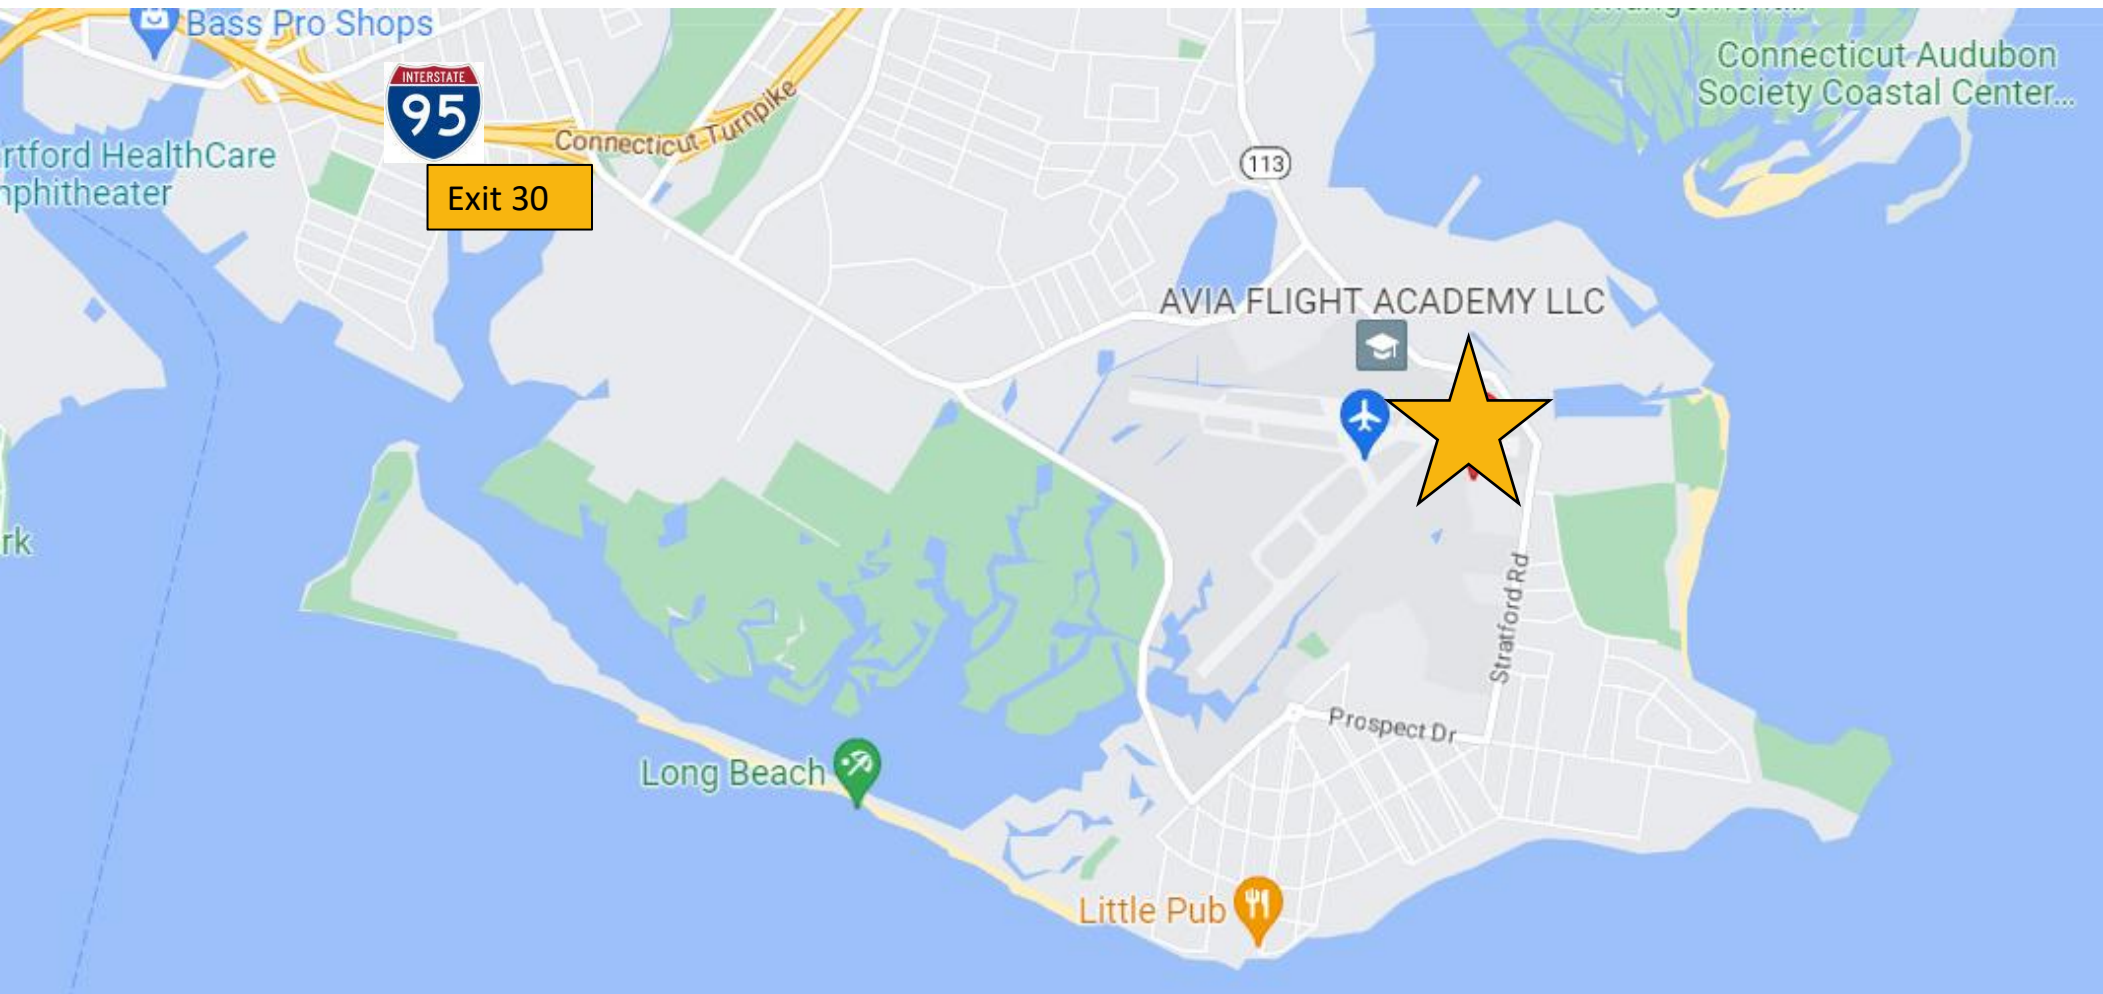 Bass Pro Shops
INTERSTATE
95
Connecticut Turnpike
Exit 30
rtford HealthCare
mphitheater
Connecticut Audubon
Society Coastal Center...
113
AVIA FLIGHT ACADEMY LLC
rk
Stratford Rd
Prospect Dr
Long Beach
Little Pub